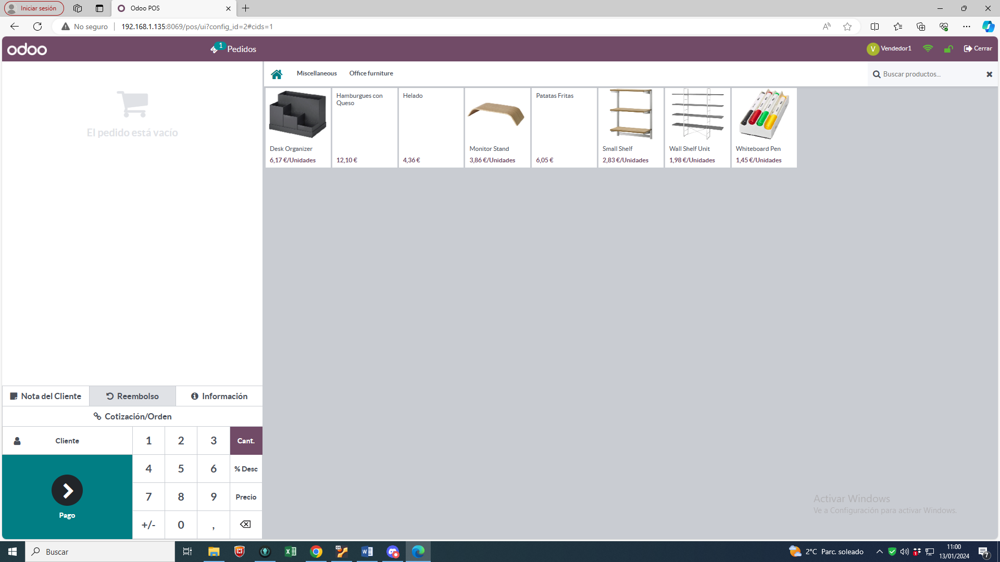 Iniciar sesión
Odoo POS
No seguro
192.168.1.135:8069/pos/ui?config_id=2#cids=1
odoo
1
Pedidos
V
Vendedor1
Cerrar
El pedido está vacío
Miscellaneous
Office furniture
Buscar productos...
Desk Organizer
6,17 €/Unidades
Hamburgues con
Queso
12,10 €
Helado
4,36 €
Monitor Stand
3,86 €/Unidades
Patatas Fritas
6,05 €
Small Shelf
2,83 €/Unidades
Wall Shelf Unit
1,98 €/Unidades
Whiteboard Pen
1,45 €/Unidades
Nota del Cliente
Reembolso
Información
Cotización/Orden
Cliente
1
2
3
Cant.
4
5
6
% Desc
7
8
9
Precio
+/-
0
,
Pago
Activar Windows
Ve a Configuración para activar Windows.
Buscar
2°C Parc. soleado
11:00
13/01/2024
7